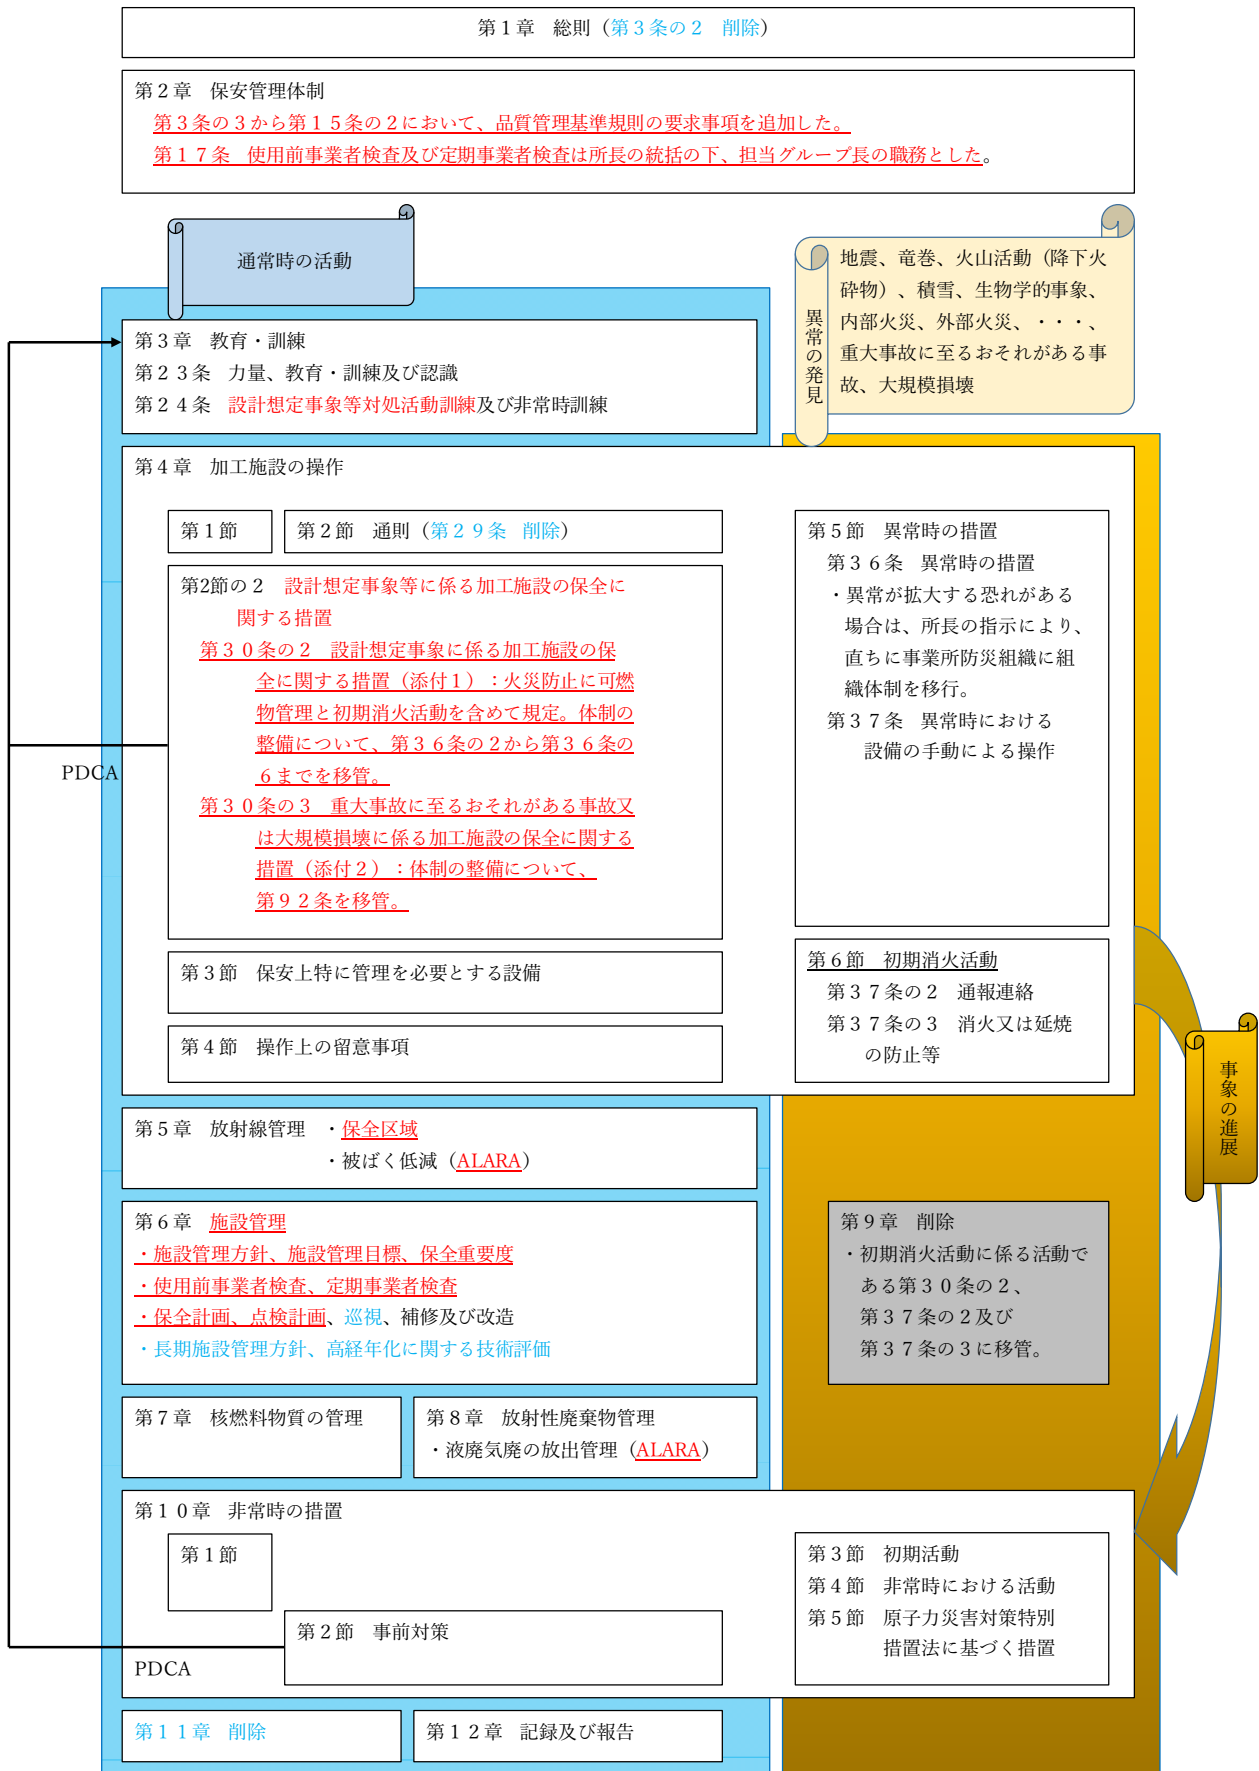 第１章　総則（第３条の２　削除）
第２章　保安管理体制
第３条の３から第１５条の２において、品質管理基準規則の要求事項を追加した。
第１７条　使用前事業者検査及び定期事業者検査は所長の統括の下、担当グループ長の職務とした。
通常時の活動
異常の発見
地震、竜巻、火山活動（降下火
砕物）、積雪、生物学的事象、
内部火災、外部火災、・・・、
重大事故に至るおそれがある事
故、大規模損壊
第３章　教育・訓練
第２３条　力量、教育・訓練及び認識
第２４条　設計想定事象等対処活動訓練及び非常時訓練
第４章　加工施設の操作
第１節
第２節　通則（第２９条　削除）
第2節の２　設計想定事象等に係る加工施設の保全に
関する措置
第３０条の２　設計想定事象に係る加工施設の保
全に関する措置（添付１）：火災防止に可燃
物管理と初期消火活動を含めて規定。体制の
整備について、第３６条の２から第３６条の
６までを移管。
第３０条の３　重大事故に至るおそれがある事故又
は大規模損壊に係る加工施設の保全に関する
措置（添付２）：体制の整備について、
第９２条を移管。
PDCA
第３節　保安上特に管理を必要とする設備
第４節　操作上の留意事項
第５節　異常時の措置
第３６条　異常時の措置
・異常が拡大する恐れがある
場合は、所長の指示により、
直ちに事業所防災組織に組
織体制を移行。
第３７条　異常時における
設備の手動による操作
第６節　初期消火活動
第３７条の２　通報連絡
第３７条の３　消火又は延焼
の防止等
事象の進展
第５章　放射線管理　・保全区域
・被ばく低減（ALARA）
第６章　施設管理
・施設管理方針、施設管理目標、保全重要度
・使用前事業者検査、定期事業者検査
・保全計画、点検計画、巡視、補修及び改造
・長期施設管理方針、高経年化に関する技術評価
第９章　削除
・初期消火活動に係る活動で
ある第３０条の２、
第３７条の２及び
第３７条の３に移管。
第７章　核燃料物質の管理
第８章　放射性廃棄物管理
・液廃気廃の放出管理（ALARA）
第１０章　非常時の措置
第１節
第２節　事前対策
PDCA
第３節　初期活動
第４節　非常時における活動
第５節　原子力災害対策特別
措置法に基づく措置
第１１章　削除
第１２章　記録及び報告